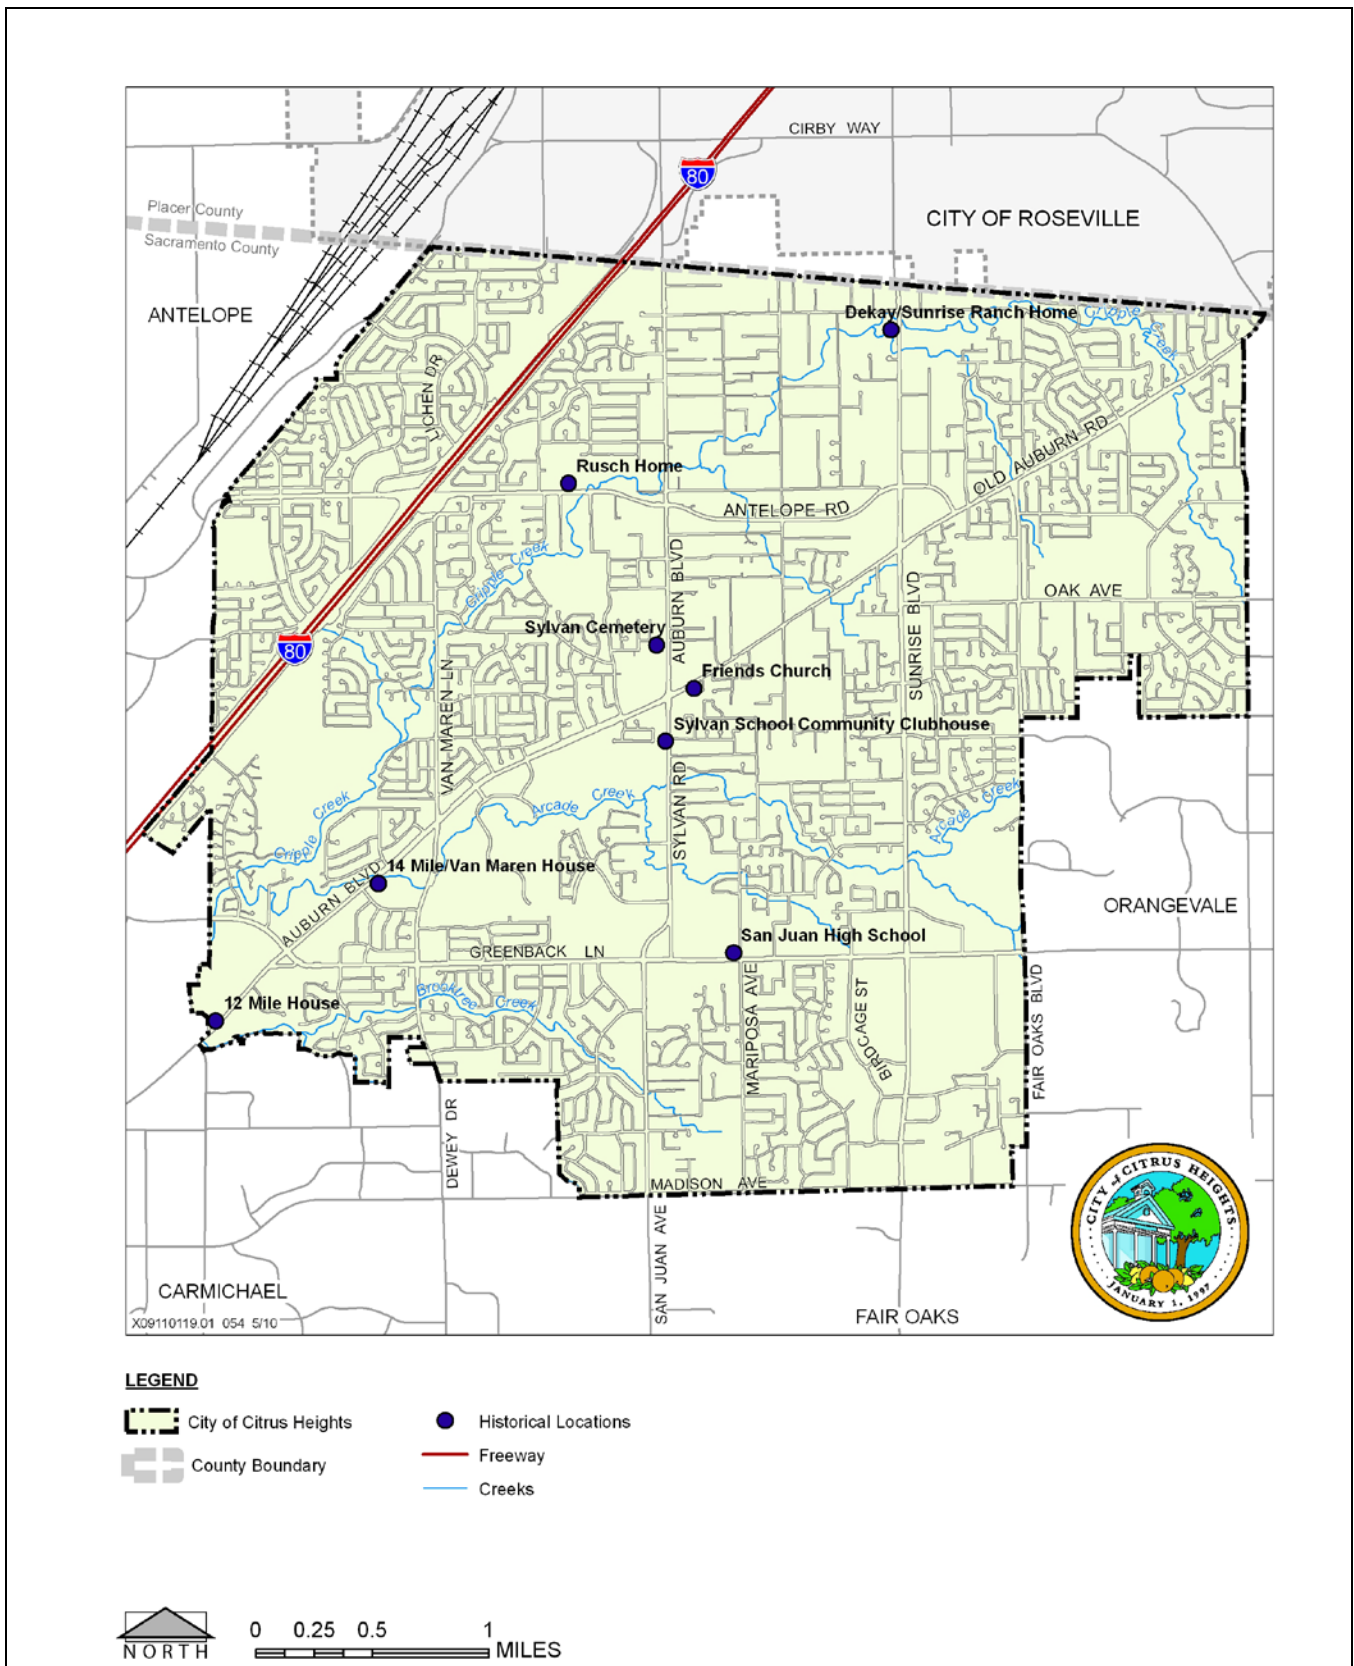 CIRBY WAY
80
Placer County
CITY OF ROSEVILLE
Sacramento County
ANTELOPE
Dekay/Sunrise Ranch Home
Cripple Creek
LICHEN DR
OLD AUBURN RD
Rusch Home
ANTELOPE RD
Cripple Creek
AUBURN BLVD
SUNRISE BLVD
OAK AVE
Sylvan Cemetery
80
Friends Church
VAN MAREN LN
Sylvan School Community Clubhouse
SYLVAN RD
Cripple Creek
Arcade Creek
Arcade Creek
14 Mile/Van Maren House
AUBURN BLVD
ORANGEVALE
San Juan High School
GREENBACK LN
Brooktree Creek
12 Mile House
MARIPOSA AVE
BIRDCAGE ST
FAIR OAKS BLVD
DEWEY DR
MADISON AVE
SAN JUAN AVE
CITY of CITRUS HEIGHTS
JANUARY 1, 1997
CARMICHAEL
FAIR OAKS
X09110119.01 054 5/10
LEGEND
City of Citrus Heights
Historical Locations
County Boundary
Freeway
Creeks
NORTH
0 0.25 0.5 1
MILES